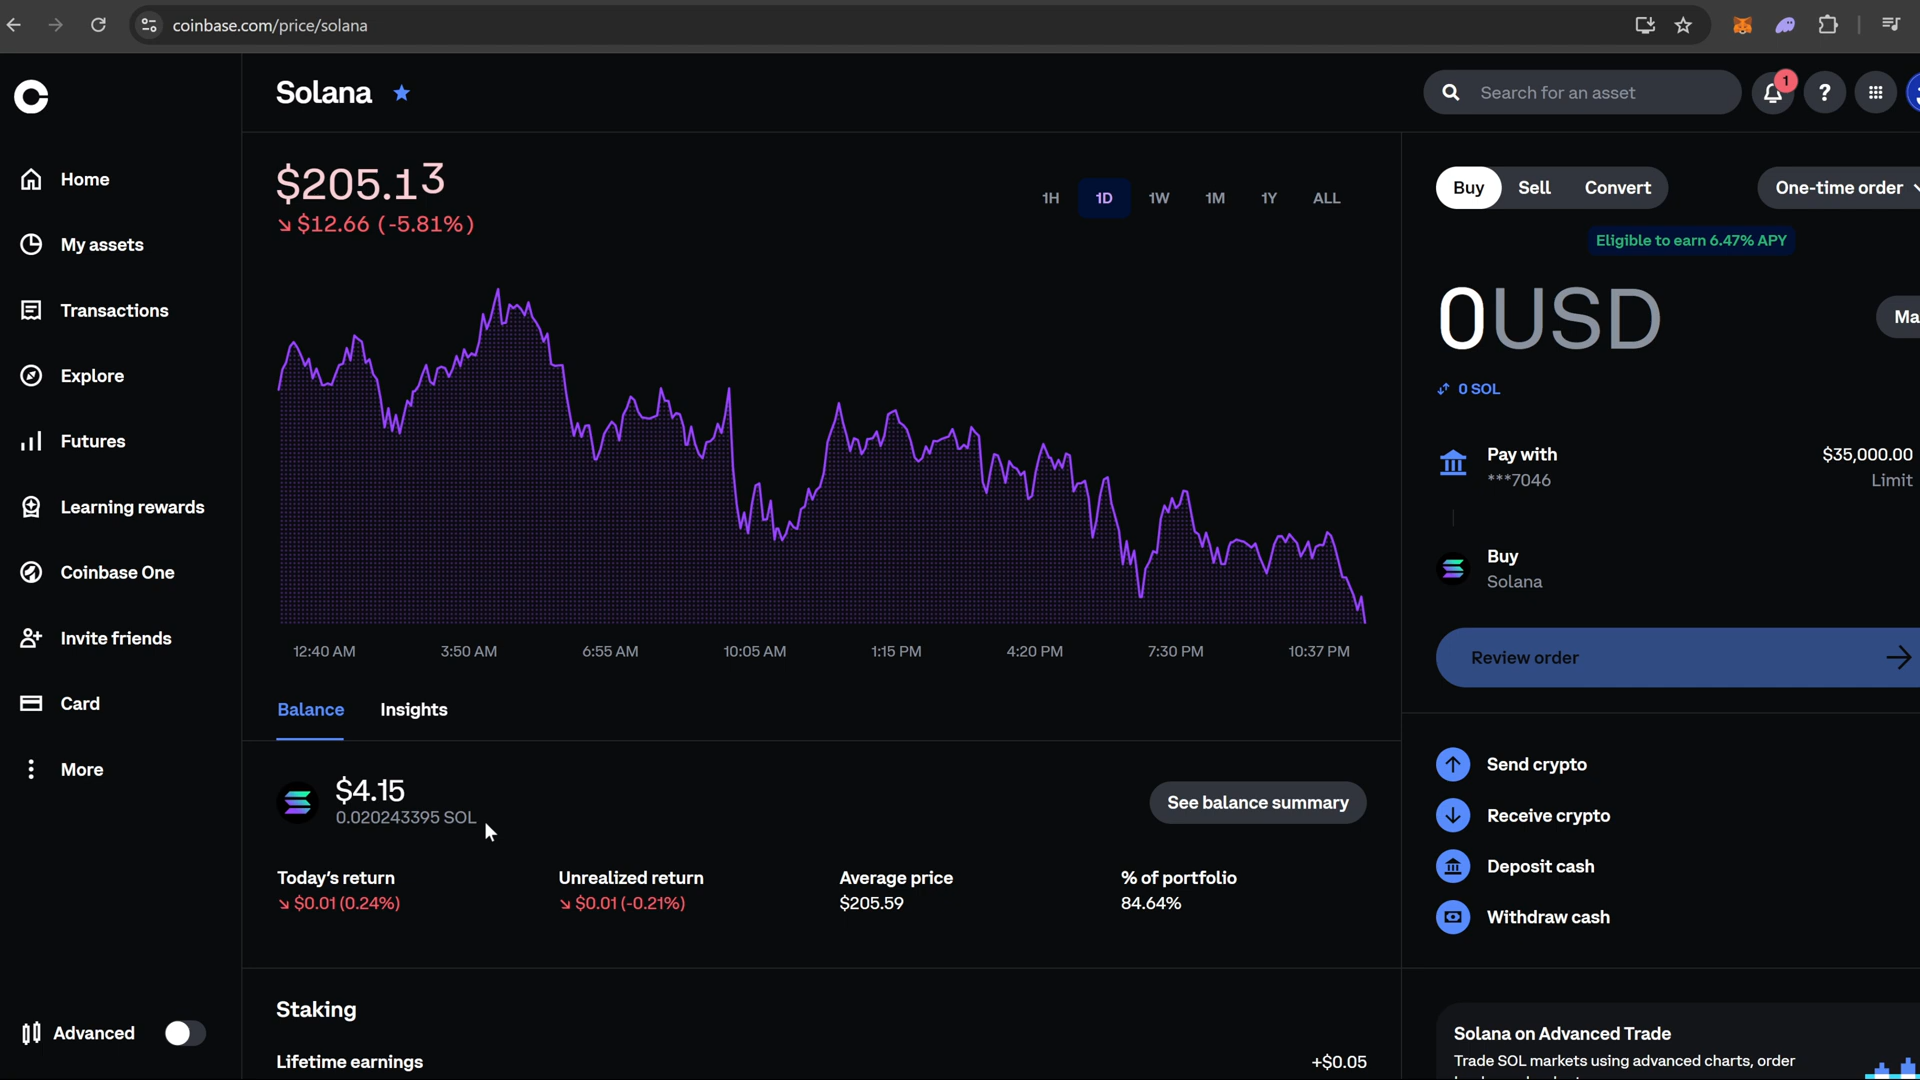 coinbase.com/price/solana
Solana
Search for an asset
1
?
Home
My assets
Transactions
Explore
Futures
Learning rewards
Coinbase One
Invite friends
Card
More
Advanced
$205.13
$12.66 (-5.81%)
1H 1D 1W 1M 1Y ALL
12:40 AM 3:50 AM 6:55 AM 10:05 AM 1:15 PM 4:20 PM 7:30 PM 10:37 PM
Balance Insights
$4.15
0.020243395 SOL
See balance summary
Today's return Unrealized return Average price % of portfolio
$0.01 (0.24%) $0.01 (-0.21%) $205.59 84.64%
Staking
Lifetime earnings +$0.05
Buy Sell Convert One-time order
Eligible to earn 6.47% APY
0USD
Ma
0 SOL
Pay with $35,000.00
***7046 Limit
Buy
Solana
Review order
Send crypto
Receive crypto
Deposit cash
Withdraw cash
Solana on Advanced Trade
Trade SOL markets using advanced charts, order